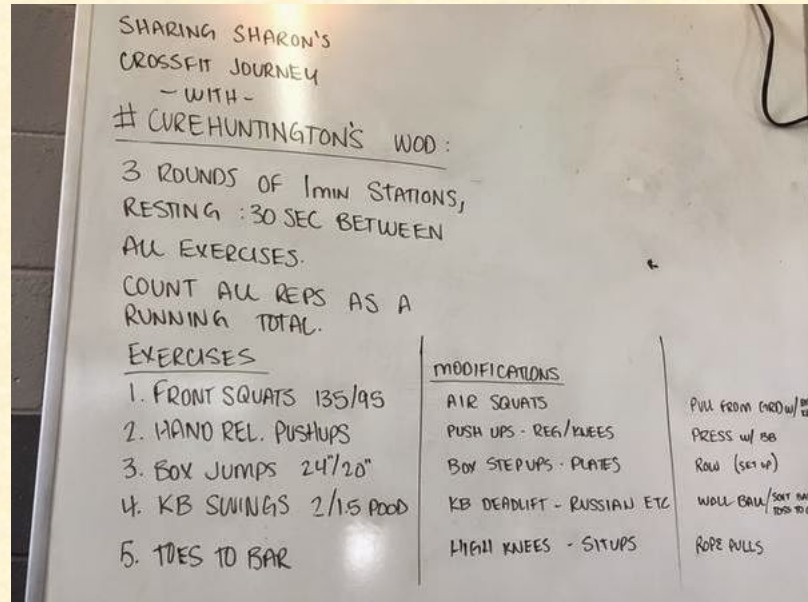 SHARING SHARON'S
CROSSFIT JOURNEY
- WITH -
# CUREHUNTINGTON'S WOD:
3 ROUNDS OF 1MIN STATIONS,
RESTING :30 SEC BETWEEN
ALL EXERCISES.
COUNT ALL REPS AS A
RUNNING TOTAL.
EXERCISES
1. FRONT SQUATS 135/95
2. HAND REL. PUSHUPS
3. BOX JUMPS 24"/20"
4. KB SWINGS 2/1.5 POOD
5. TOES TO BAR
MODIFICATIONS
AIR SQUATS
PUSH UPS - REG/KNEES
BOX STEPUPS - PLATES
KB DEADLIFT - RUSSIAN ETC
HIGH KNEES - SITUPS
PULL FROM GRD W/
PRESS W/ BB
ROW (SET UP)
WALL BALL/SOFT
TOSS TO
ROPE PULLS